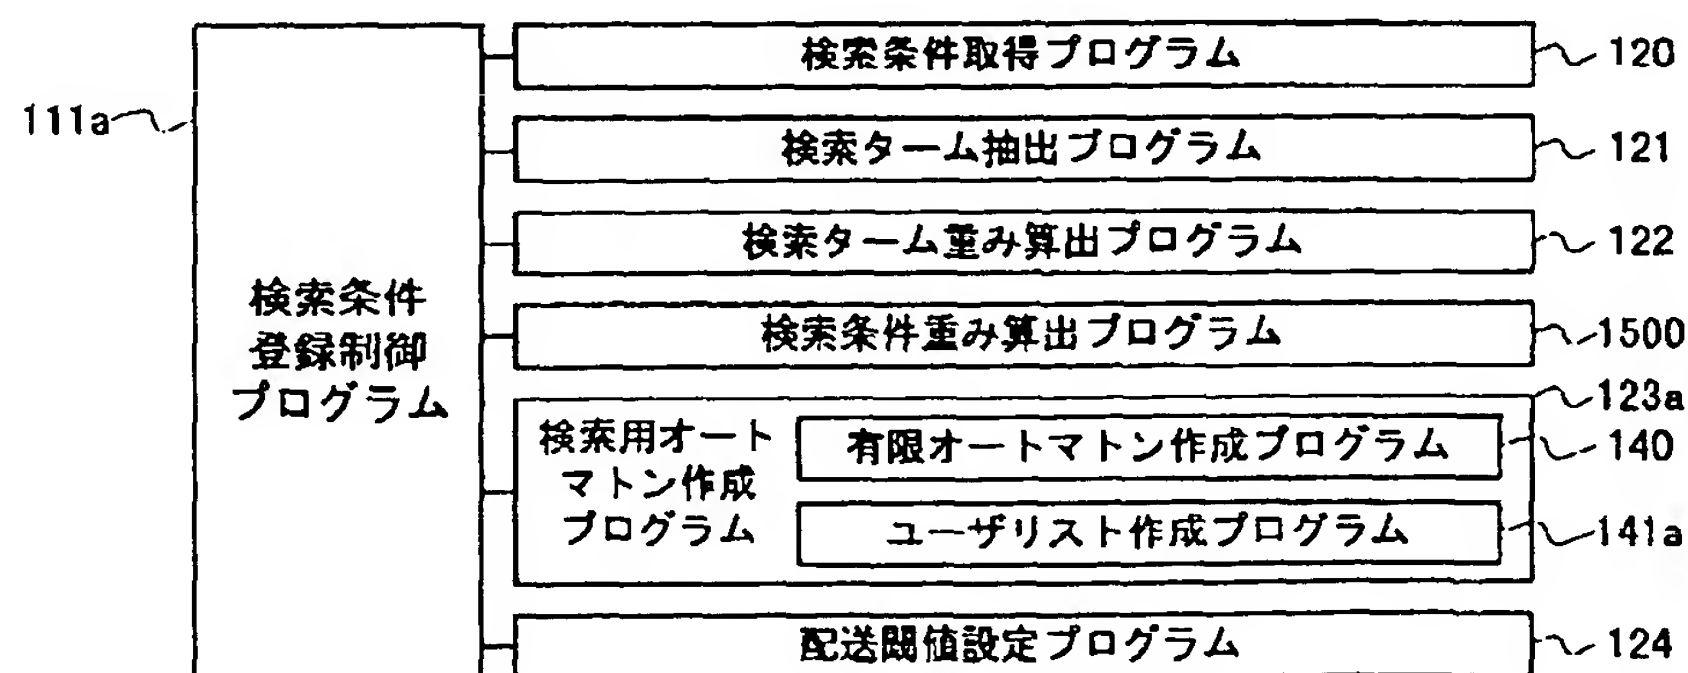 検索条件取得プログラム
120
111a
検索ターム抽出プログラム
121
検索ターム重み算出プログラム
122
検索条件
登録制御
プログラム
検索条件重み算出プログラム
1500
123a
検索用オート
マトン作成
プログラム
有限オートマトン作成プログラム
140
ユーザリスト作成プログラム
141a
配送閾値設定プログラム
124